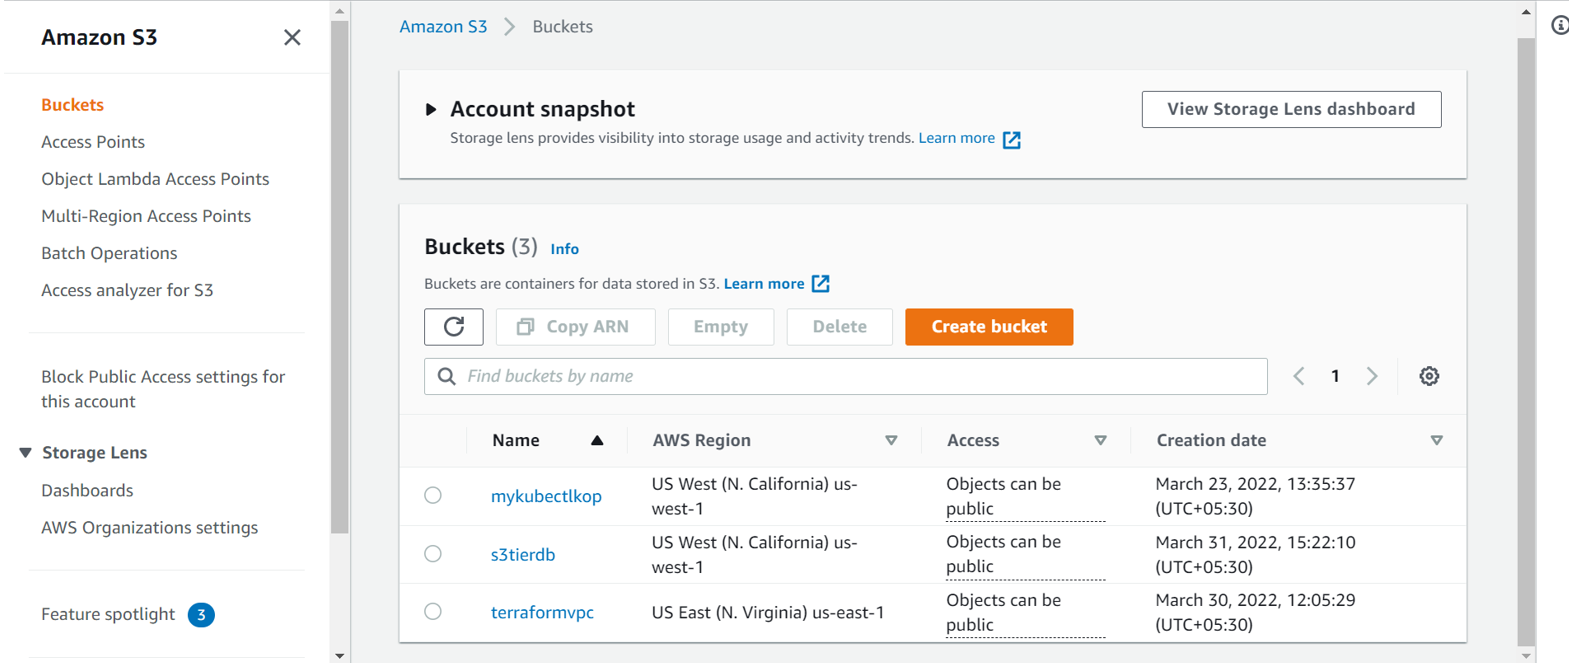 Amazon S3
Buckets
Access Points
Object Lambda Access Points
Multi-Region Access Points
Batch Operations
Access analyzer for S3
Block Public Access settings for
this account
Storage Lens
Dashboards
AWS Organizations settings
Feature spotlight 3
Amazon S3 Buckets
Account snapshot
Storage lens provides visibility into storage usage and activity trends. Learn more
View Storage Lens dashboard
Buckets (3) Info
Buckets are containers for data stored in S3. Learn more
Copy ARN Empty Delete Create bucket
Find buckets by name 1
Name AWS Region Access Creation date
mykubectlkop
US West (N. California) us-
west-1
Objects can be
public
March 23, 2022, 13:35:37
(UTC+05:30)
s3tierdb
US West (N. California) us-
west-1
Objects can be
public
March 31, 2022, 15:22:10
(UTC+05:30)
terraformvpc
US East (N. Virginia) us-east-1
Objects can be
public
March 30, 2022, 12:05:29
(UTC+05:30)